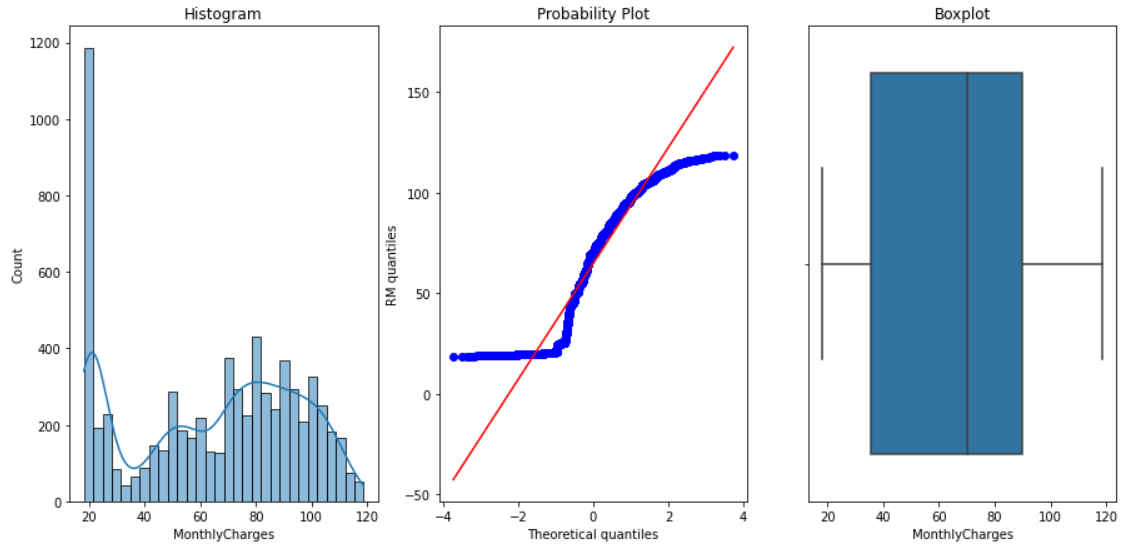 Histogram
1200
1000
800
600
400
200
0
Count
20 40 60 80 100 120
MonthlyCharges
Probability Plot
150
100
50
0
−50
RM quantiles
−4 −2 0 2 4
Theoretical quantiles
Boxplot
20 40 60 80 100 120
MonthlyCharges